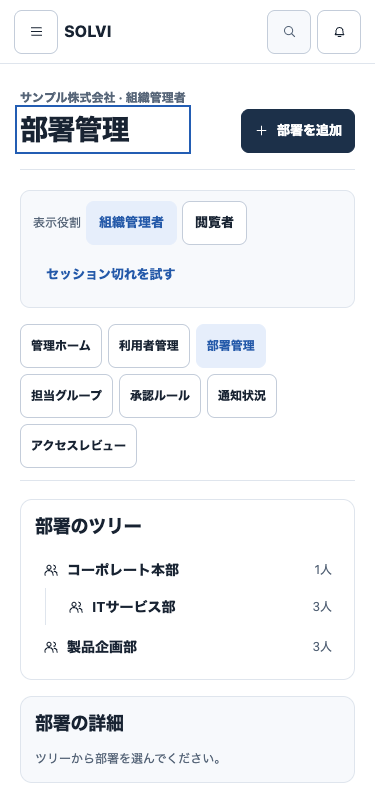 SOLVI
サンプル株式会社 · 組織管理者
部署管理
部署を追加
表示役割 組織管理者 閲覧者
セッション切れを試す
管理ホーム 利用者管理 部署管理
担当グループ 承認ルール 通知状況
アクセスレビュー
部署のツリー
コーポレート本部 1人
ITサービス部 3人
製品企画部 3人
部署の詳細
ツリーから部署を選んでください。